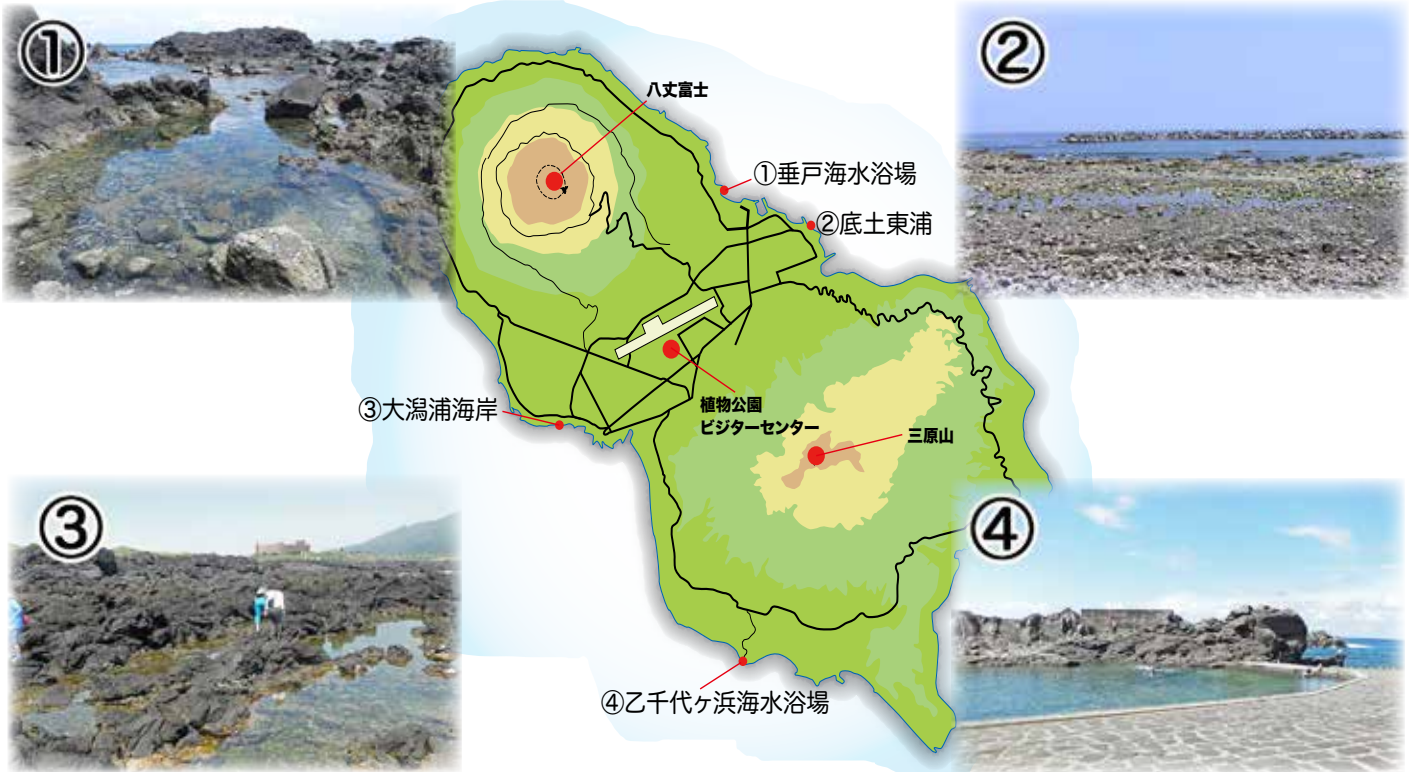 ①
②
八丈富士
①垂戸海水浴場
②底土東浦
③大潟浦海岸
植物公園
ビジターセンター
三原山
③
④
④乙千代ヶ浜海水浴場